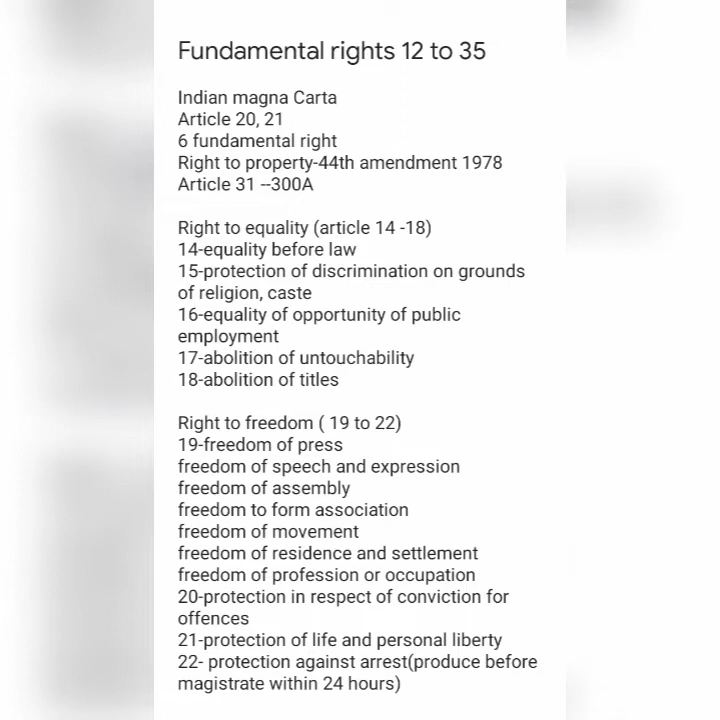 Fundamental rights 12 to 35
Indian magna Carta
Article 20, 21
6 fundamental right
Right to property-44th amendment 1978
Article 31 --300A
Right to equality (article 14 -18)
14-equality before law
15-protection of discrimination on grounds
of religion, caste
16-equality of opportunity of public
employment
17-abolition of untouchability
18-abolition of titles
Right to freedom ( 19 to 22)
19-freedom of press
freedom of speech and expression
freedom of assembly
freedom to form association
freedom of movement
freedom of residence and settlement
freedom of profession or occupation
20-protection in respect of conviction for
offences
21-protection of life and personal liberty
22- protection against arrest(produce before
magistrate within 24 hours)